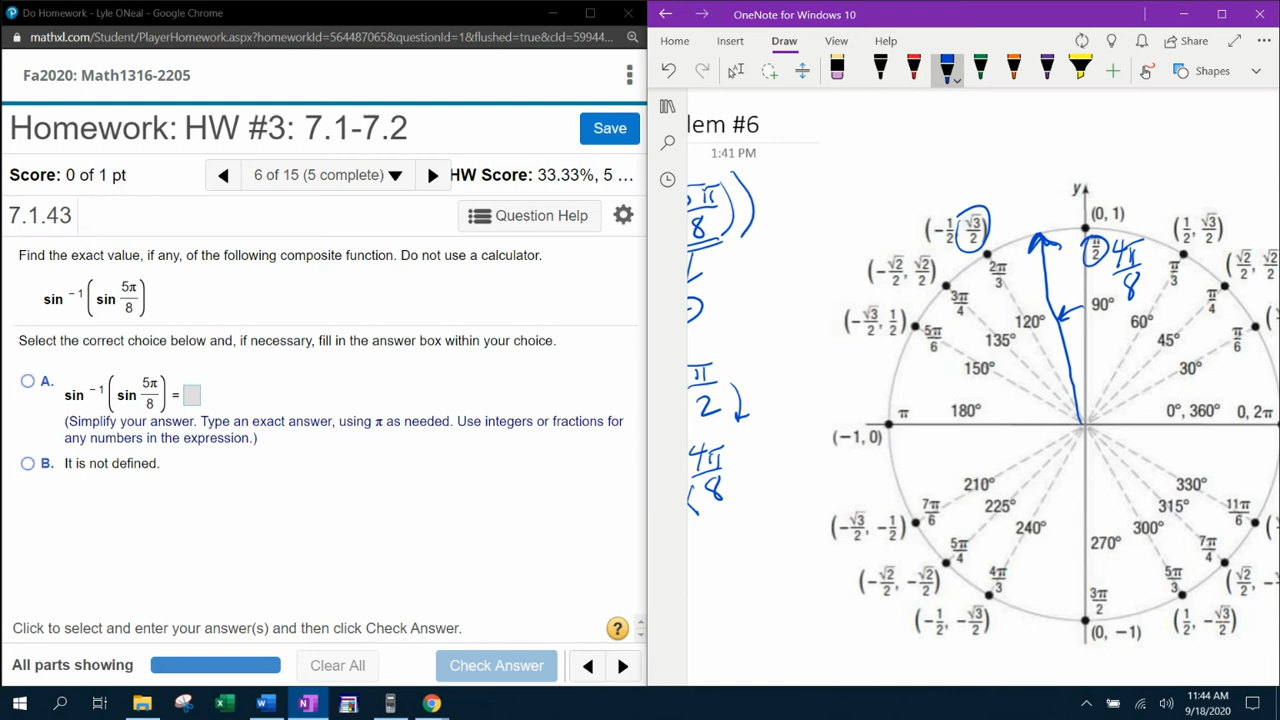 Do Homework - Lyle ONeal - Google Chrome
mathxl.com/Student/PlayerHomework.aspx?homeworkId=564487065&questionId=1&flushed=true&cId=59944...
Fa2020: Math1316-2205
Homework: HW #3: 7.1-7.2
Save
Score: 0 of 1 pt
6 of 15 (5 complete)
HW Score: 33.33%, 5 ...
7.1.43
Question Help
Find the exact value, if any, of the following composite function. Do not use a calculator.
sin⁻¹(sin 5π/8)
Select the correct choice below and, if necessary, fill in the answer box within your choice.
A. sin⁻¹(sin 5π/8) =
(Simplify your answer. Type an exact answer, using π as needed. Use integers or fractions for
any numbers in the expression.)
B. It is not defined.
Click to select and enter your answer(s) and then click Check Answer.
?
All parts showing
Clear All
Check Answer
OneNote for Windows 10
Home Insert Draw View Help
Share
Shapes
lem #6
1:41 PM
π/8
π/2
4π/8
y
(0, 1)
(-1/2, √3/2)
(1/2, √3/2)
π/2 4π/8
(-√2/2, √2/2)
2π/3
π/3
(√2/2, √2/2
3π/4
90°
π/4
(-√3/2, 1/2)
120° 60°
5π/6
135° 45°
π/6
150° 30°
π 180° 0°, 360° 0, 2π
(-1, 0)
210° 330°
7π/6
225° 315°
11π/6
(-√3/2, -1/2)
240° 300°
5π/4
270°
7π/4
(-√2/2, -√2/2)
4π/3
3π/2
5π/3
(√2/2, -
(-1/2, -√3/2)
(0, -1)
(1/2, -√3/2)
11:44 AM
9/18/2020